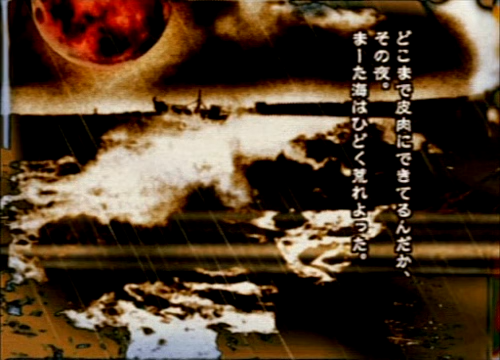 どこまで皮肉にできてるんだか、
その夜。
まーた海はひどく荒れよった。